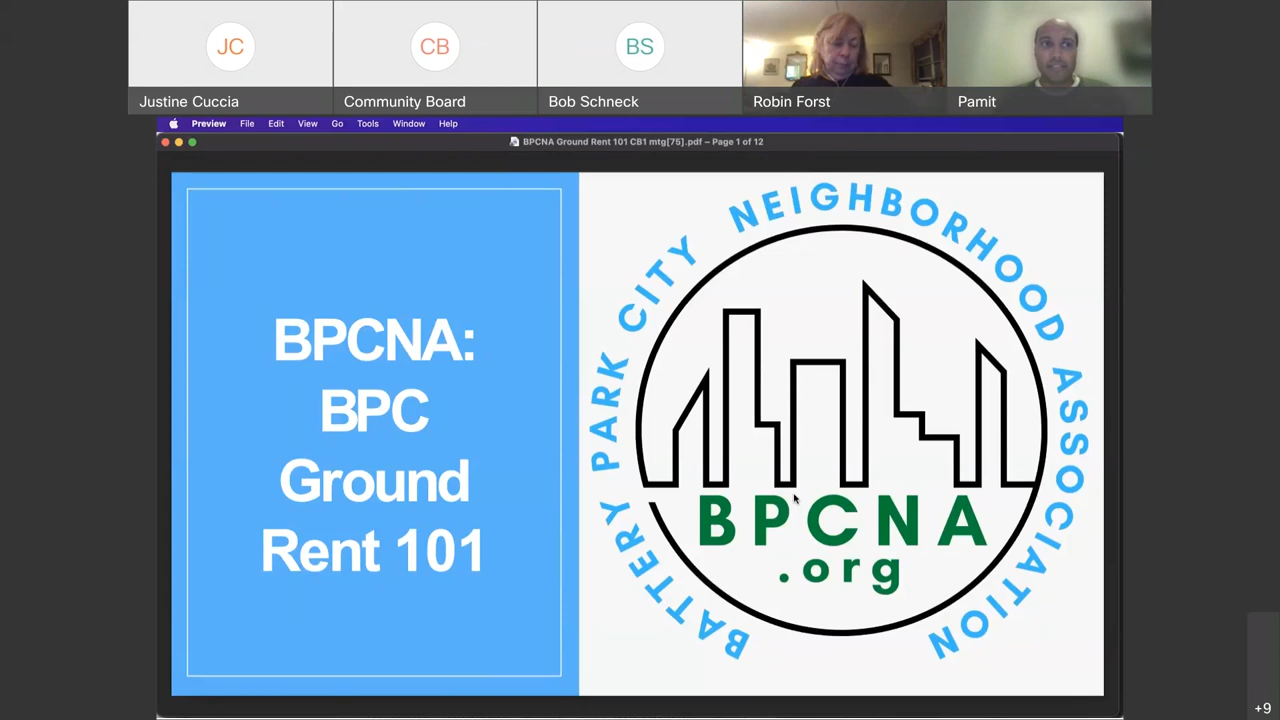 JC
CB
BS
Justine Cuccia
Community Board
Bob Schneck
Robin Forst
Pamit
Preview File Edit View Go Tools Window Help
BPCNA Ground Rent 101 CB1 mtg[75].pdf – Page 1 of 12
BPCNA:
BPC
Ground
Rent 101
BATTERY PARK CITY NEIGHBORHOOD ASSOCIATION
BPCNA
.org
+9